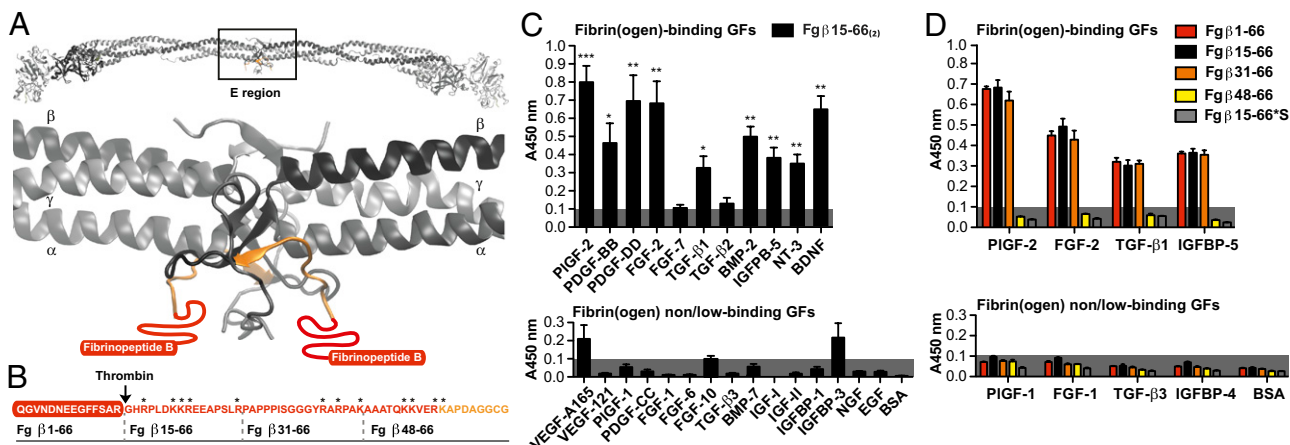 A
E region
β
β
γ
γ
α
α
Fibrinopeptide B
Fibrinopeptide B
B
Thrombin
* * * * * * * * * * *
QGVNDNEEGFFSARGHRPLDKKREEAPSLRPAPPPISGGGYRARPAKAAATQKKVERKAPDAGGCG
Fg β1-66 Fg β15-66 Fg β31-66 Fg β48-66
C
Fibrin(ogen)-binding GFs
Fgβ15-66(2)
A450 nm
1.0
0.9
0.8
0.7
0.6
0.5
0.4
0.3
0.2
0.1
0.0
*** * ** ** * ** ** ** **
PlGF-2 PDGF-BB PDGF-DD FGF-2 FGF-7 TGF-β1 TGF-β2 BMP-2 IGFPB-5 NT-3 BDNF
Fibrin(ogen) non/low-binding GFs
A450 nm
0.3
0.2
0.1
0.0
VEGF-A165 VEGF-121 PlGF-1 PDGF-CC FGF-1 FGF-6 FGF-10 TGF-β3 BMP-7 IGF-I IGF-II IGFBP-1 IGFBP-3 NGF EGF BSA
D
Fibrin(ogen)-binding GFs
Fgβ1-66
Fgβ15-66
Fgβ31-66
Fgβ48-66
Fgβ15-66*S
A450 nm
1.0
0.9
0.8
0.7
0.6
0.5
0.4
0.3
0.2
0.1
0.0
PlGF-2 FGF-2 TGF-β1 IGFBP-5
Fibrin(ogen) non/low-binding GFs
A450 nm
0.3
0.2
0.1
0.0
PlGF-1 FGF-1 TGF-β3 IGFBP-4 BSA